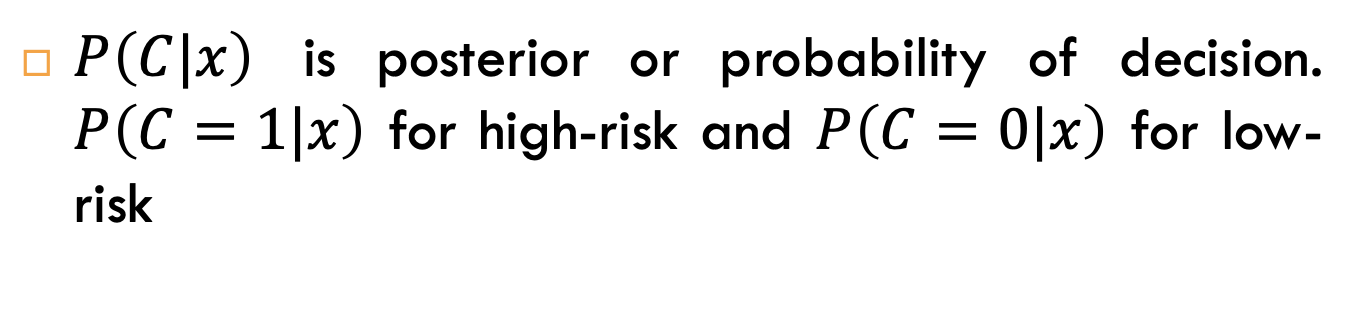 P(C|x) is posterior or probability of decision.
P(C = 1|x) for high-risk and P(C = 0|x) for low-
risk